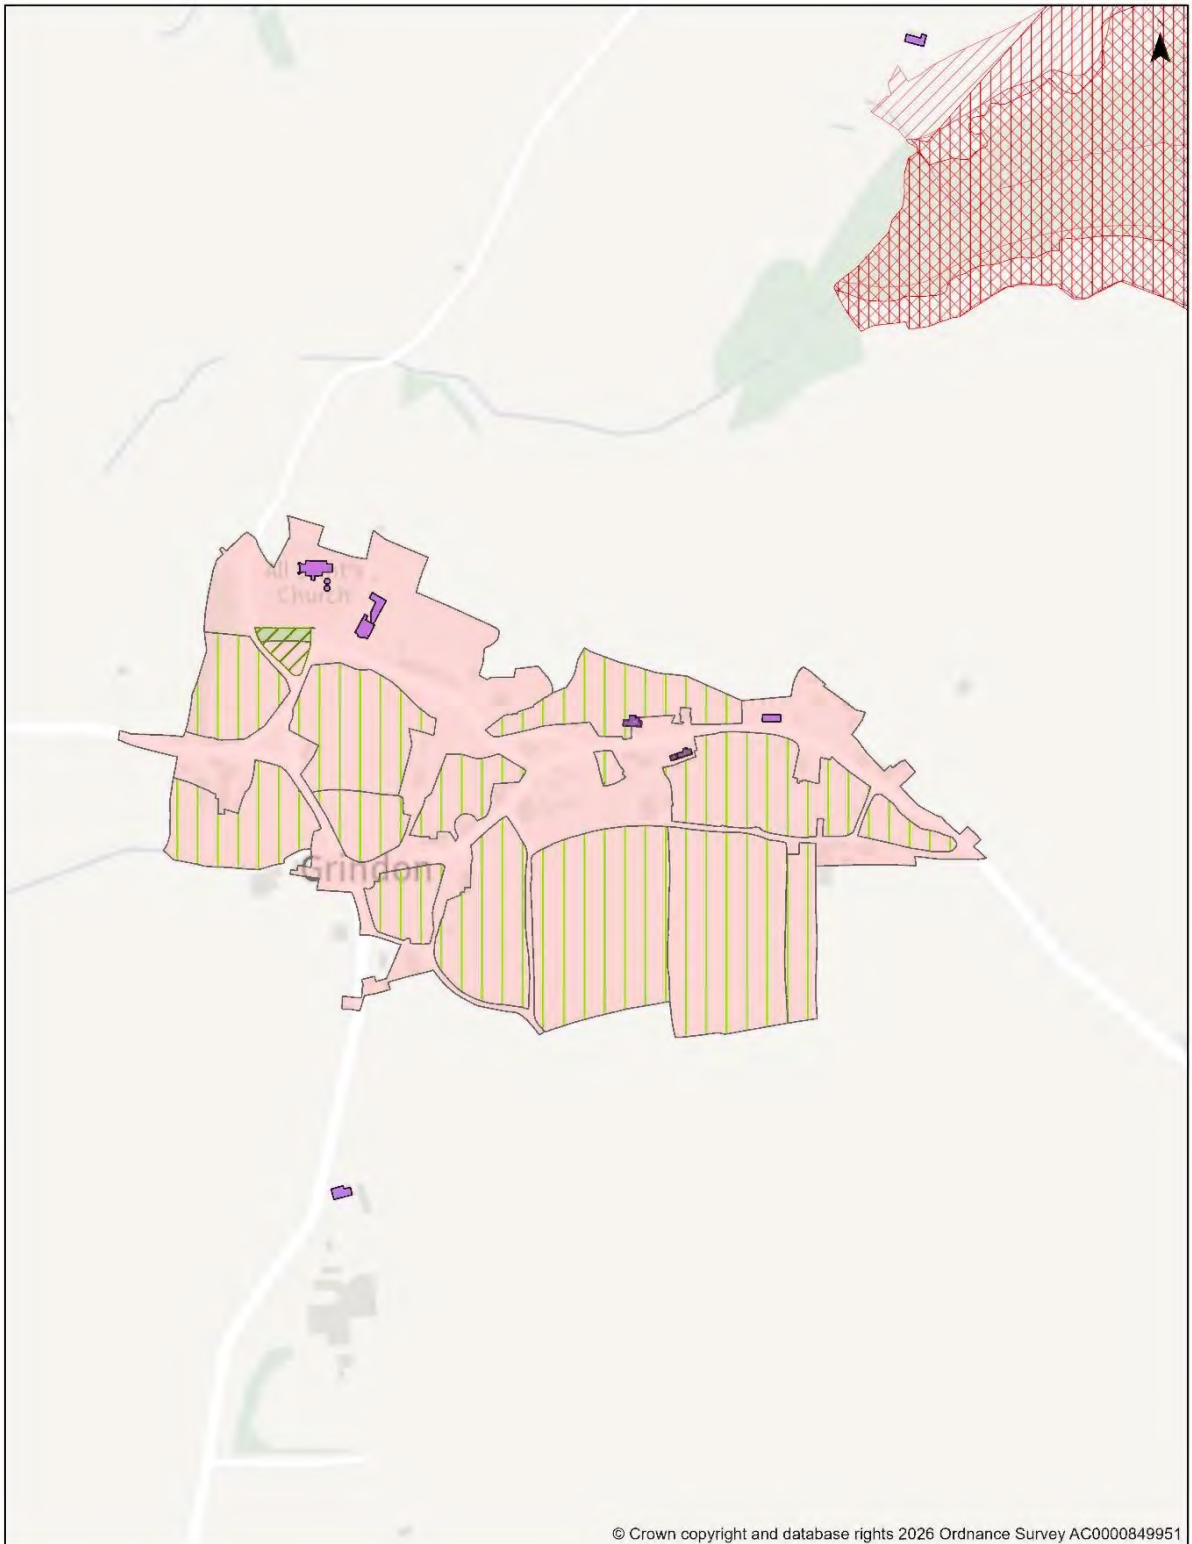 Church
Grindon
© Crown copyright and database rights 2026 Ordnance Survey AC0000849951